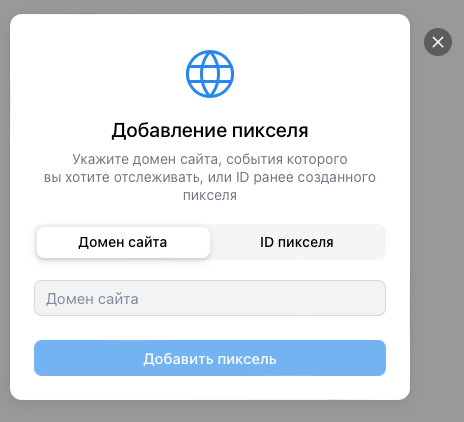 Добавление пикселя
Укажите домен сайта, события которого
вы хотите отслеживать, или ID ранее созданного
пикселя
Домен сайта
ID пикселя
Домен сайта
Добавить пиксель